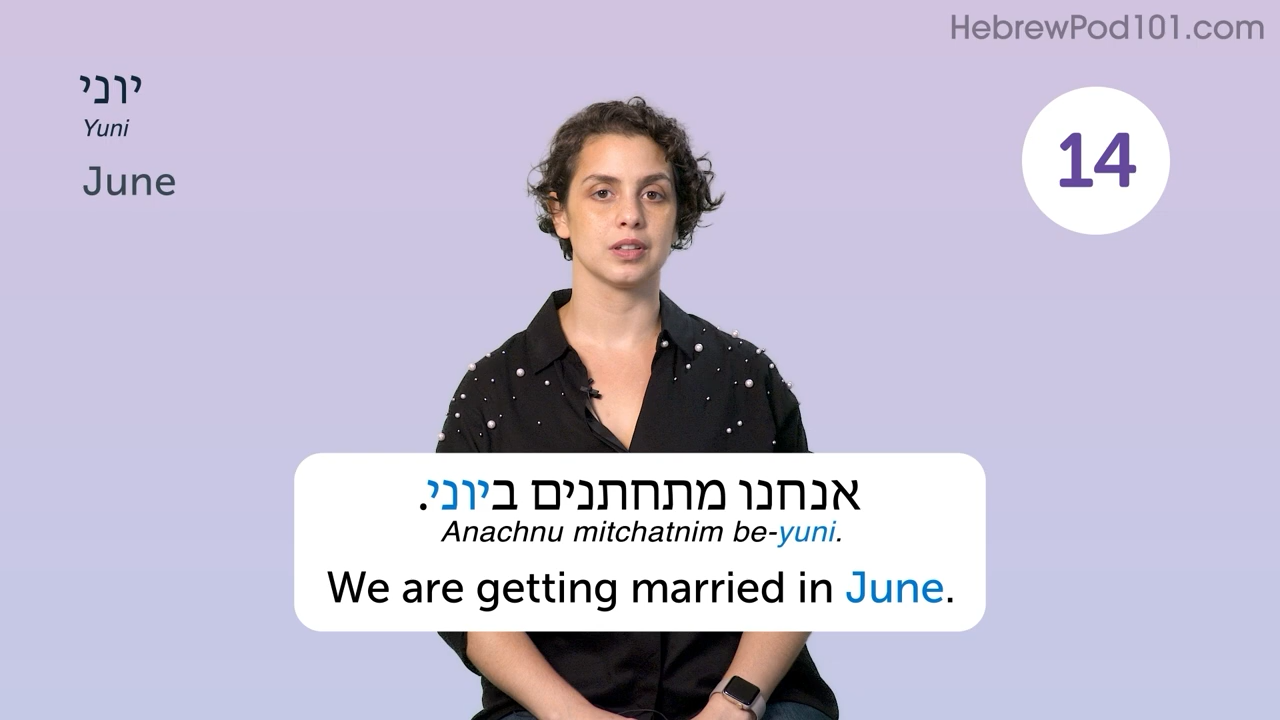 HebrewPod101.com
יוני
Yuni
June
14
אנחנו מתחתנים ביוני.
Anachnu mitchatnim be-yuni.
We are getting married in June.